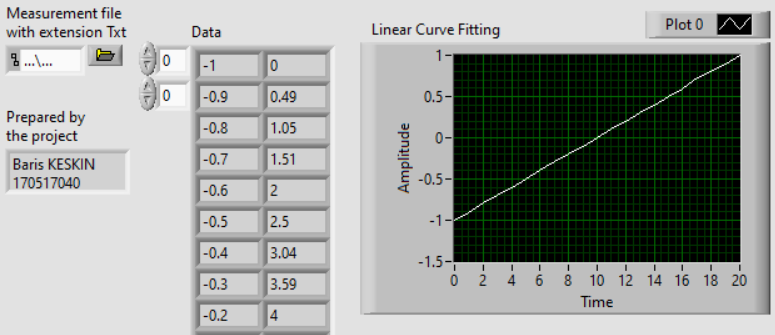 Measurement file
with extension Txt
...\...
Prepared by
the project
Baris KESKIN
170517040
Data
0
0
-1 0
-0.9 0.49
-0.8 1.05
-0.7 1.51
-0.6 2
-0.5 2.5
-0.4 3.04
-0.3 3.59
-0.2 4
Linear Curve Fitting
Plot 0
Amplitude
1
0.5
0
-0.5
-1
-1.5
0 2 4 6 8 10 12 14 16 18 20
Time